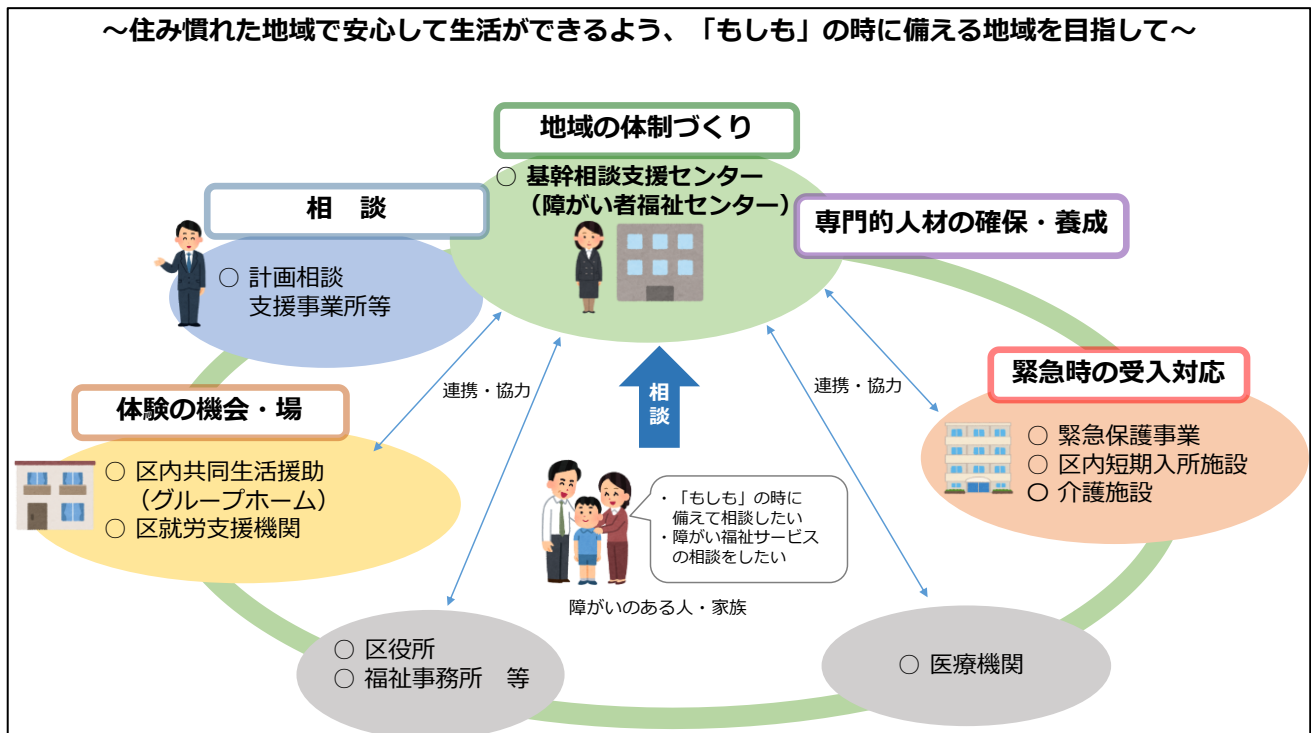 ～住み慣れた地域で安心して生活ができるよう、「もしも」の時に備える地域を目指して～
地域の体制づくり
○ 基幹相談支援センター
（障がい者福祉センター）
相　談
○ 計画相談
支援事業所等
専門的人材の確保・養成
緊急時の受入対応
○ 緊急保護事業
○ 区内短期入所施設
○ 介護施設
体験の機会・場
○ 区内共同生活援助
（グループホーム）
○ 区就労支援機関
連携・協力
相談
連携・協力
・「もしも」の時に
備えて相談したい
・障がい福祉サービス
の相談をしたい
障がいのある人・家族
○ 区役所
○ 福祉事務所　等
○ 医療機関